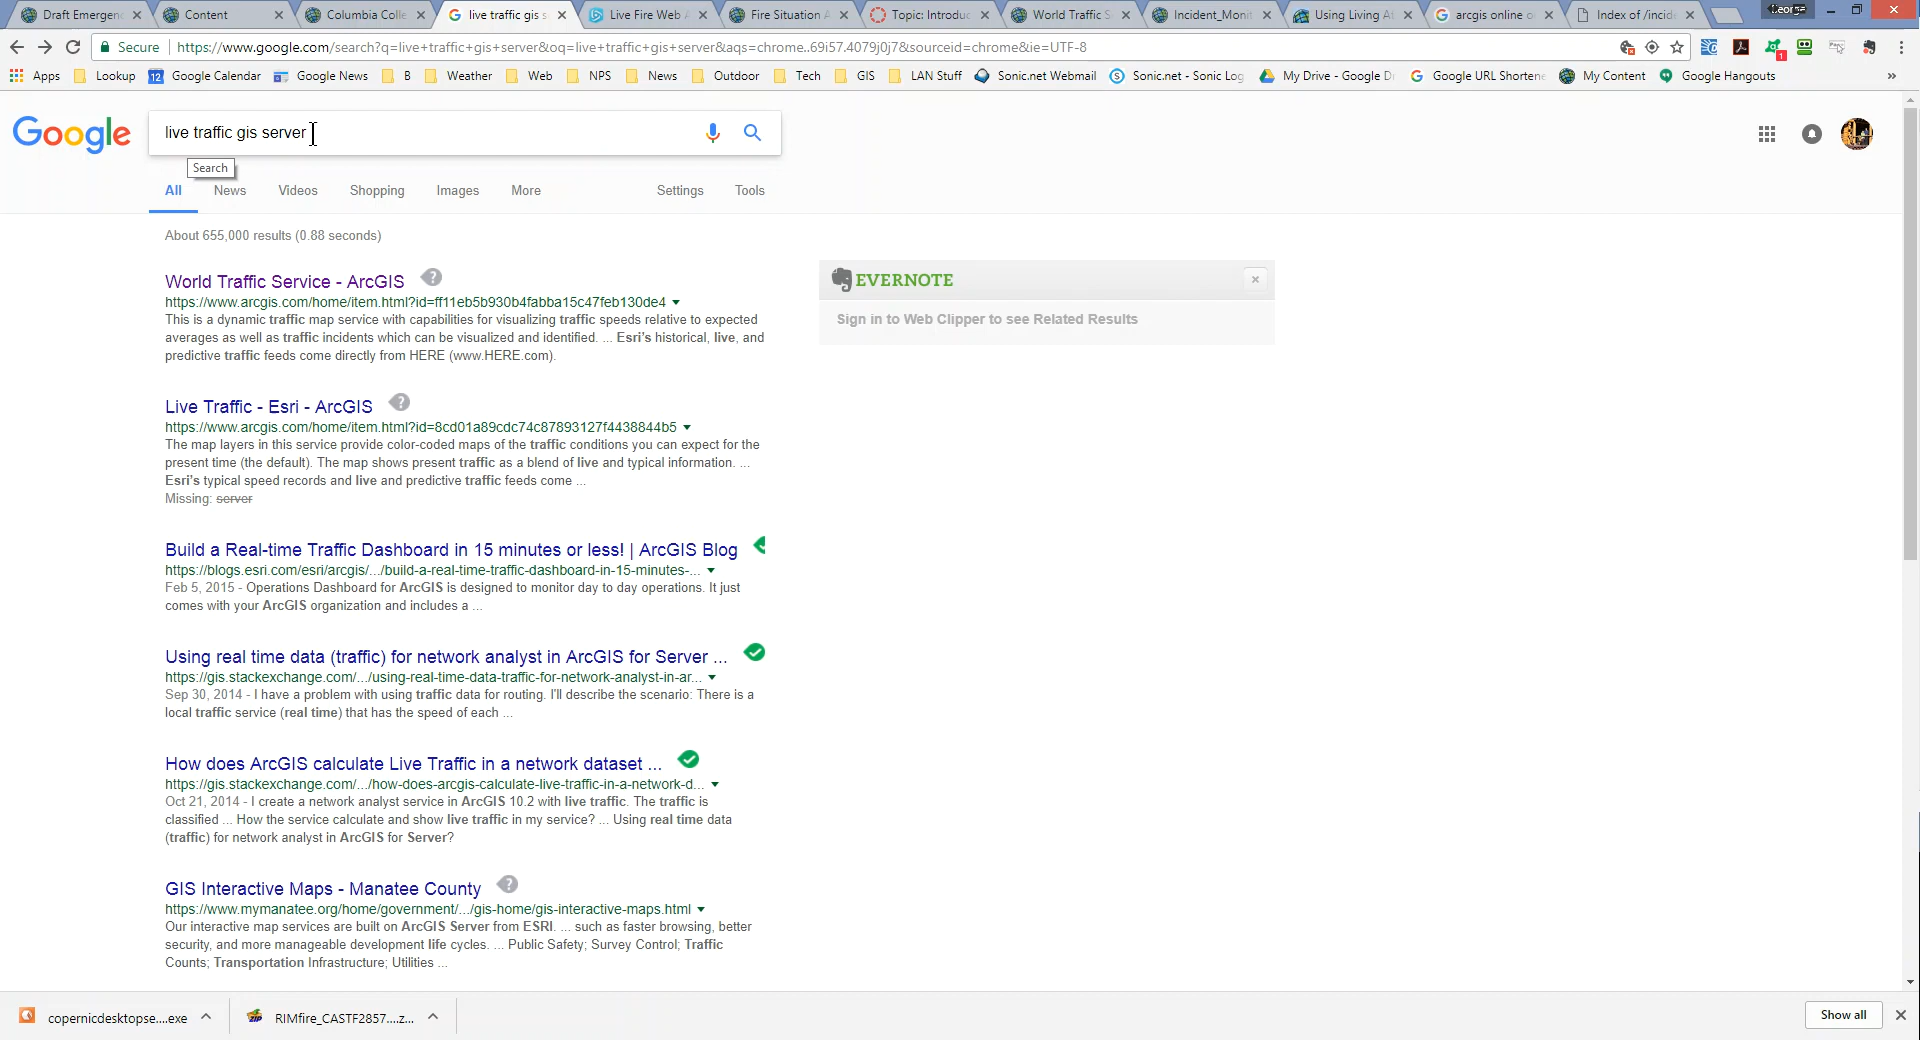 Draft Emergenc
Content
Columbia Colle
live traffic gis s
Live Fire Web A
Fire Situation A
Topic: Introduc
World Traffic S
Incident_Monit
Using Living At
arcgis online o
Index of /incid
George
Secure
https://www.google.com/search?q=live+traffic+gis+server&oq=live+traffic+gis+server&aqs=chrome..69i57.4079j0j7&sourceid=chrome&ie=UTF-8
Apps
Lookup
12
Google Calendar
Google News
B
Weather
Web
NPS
News
Outdoor
Tech
GIS
LAN Stuff
Sonic.net Webmail
Sonic.net - Sonic Log
My Drive - Google Dr
Google URL Shortene
My Content
Google Hangouts
»
Google
live traffic gis server
Search
All
News
Videos
Shopping
Images
More
Settings
Tools
About 655,000 results (0.88 seconds)
World Traffic Service - ArcGIS
https://www.arcgis.com/home/item.html?id=ff11eb5b930b4fabba15c47feb130de4
This is a dynamic traffic map service with capabilities for visualizing traffic speeds relative to expected
averages as well as traffic incidents which can be visualized and identified. ... Esri's historical, live, and
predictive traffic feeds come directly from HERE (www.HERE.com).
EVERNOTE
Sign in to Web Clipper to see Related Results
Live Traffic - Esri - ArcGIS
https://www.arcgis.com/home/item.html?id=8cd01a89cdc74c87893127f4438844b5
The map layers in this service provide color-coded maps of the traffic conditions you can expect for the
present time (the default). The map shows present traffic as a blend of live and typical information. ...
Esri's typical speed records and live and predictive traffic feeds come ...
Missing: server
Build a Real-time Traffic Dashboard in 15 minutes or less! | ArcGIS Blog
https://blogs.esri.com/esri/arcgis/.../build-a-real-time-traffic-dashboard-in-15-minutes-...
Feb 5, 2015 - Operations Dashboard for ArcGIS is designed to monitor day to day operations. It just
comes with your ArcGIS organization and includes a ...
Using real time data (traffic) for network analyst in ArcGIS for Server ...
https://gis.stackexchange.com/.../using-real-time-data-traffic-for-network-analyst-in-ar...
Sep 30, 2014 - I have a problem with using traffic data for routing. I'll describe the scenario: There is a
local traffic service (real time) that has the speed of each ...
How does ArcGIS calculate Live Traffic in a network dataset ...
https://gis.stackexchange.com/.../how-does-arcgis-calculate-live-traffic-in-a-network-d...
Oct 21, 2014 - I create a network analyst service in ArcGIS 10.2 with live traffic. The traffic is
classified ... How the service calculate and show live traffic in my service? ... Using real time data
(traffic) for network analyst in ArcGIS for Server?
GIS Interactive Maps - Manatee County
https://www.mymanatee.org/home/government/.../gis-home/gis-interactive-maps.html
Our interactive map services are built on ArcGIS Server from ESRI. ... such as faster browsing, better
security, and more manageable development life cycles. ... Public Safety; Survey Control; Traffic
Counts; Transportation Infrastructure; Utilities ...
copernicdesktopse....exe
RIMfire_CASTF2857....z...
Show all